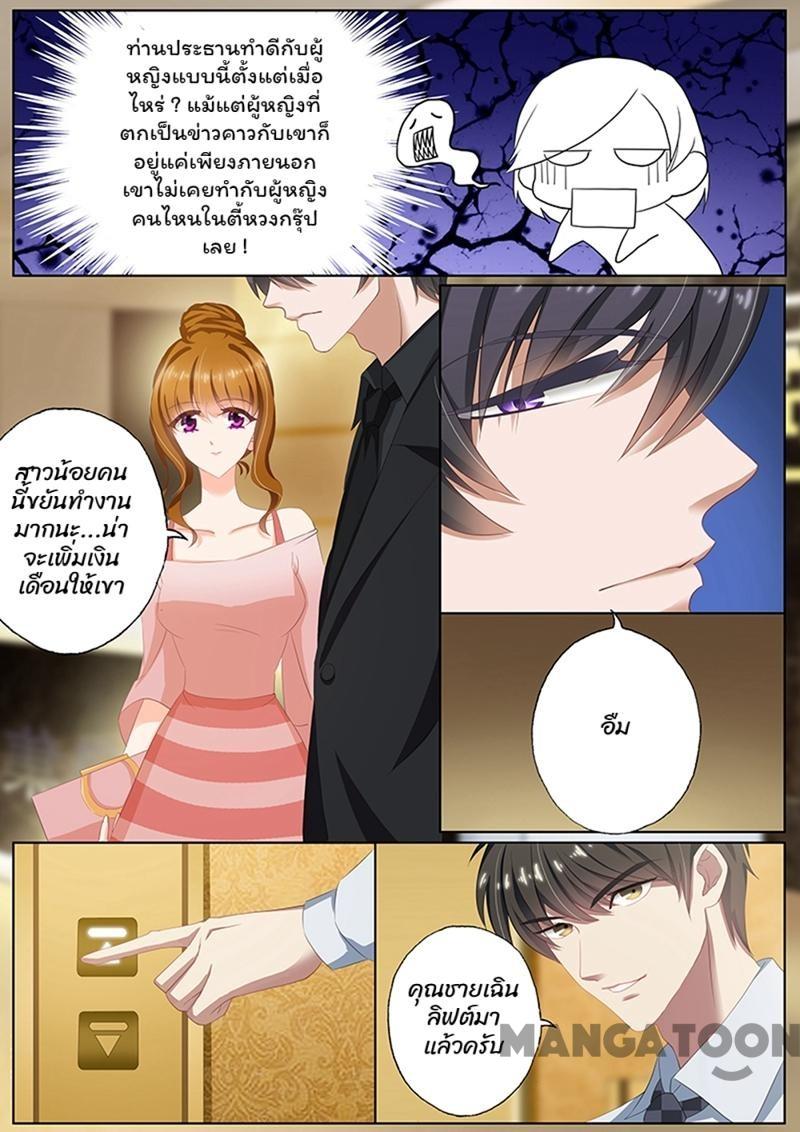 ท่านประธานทำดีกับผู้
หญิงแบบนี้ตั้งแต่เมื่อ
ไหร่ ? แม้แต่ผู้หญิงที่
ตกเป็นข่าวคาวกับเขาก็
อยู่แค่เพียงภายนอก
เขาไม่เคยทำกับผู้หญิง
คนไหนในตี้หวงกรุ๊ป
เลย !
สาวน้อยคน
นี้ขยันทำงาน
มากนะ...น่า
จะเพิ่มเงิน
เดือนให้เขา
อืม
คุณชายเฉิน
ลิฟต์มา
แล้วครับ
MANGATOON